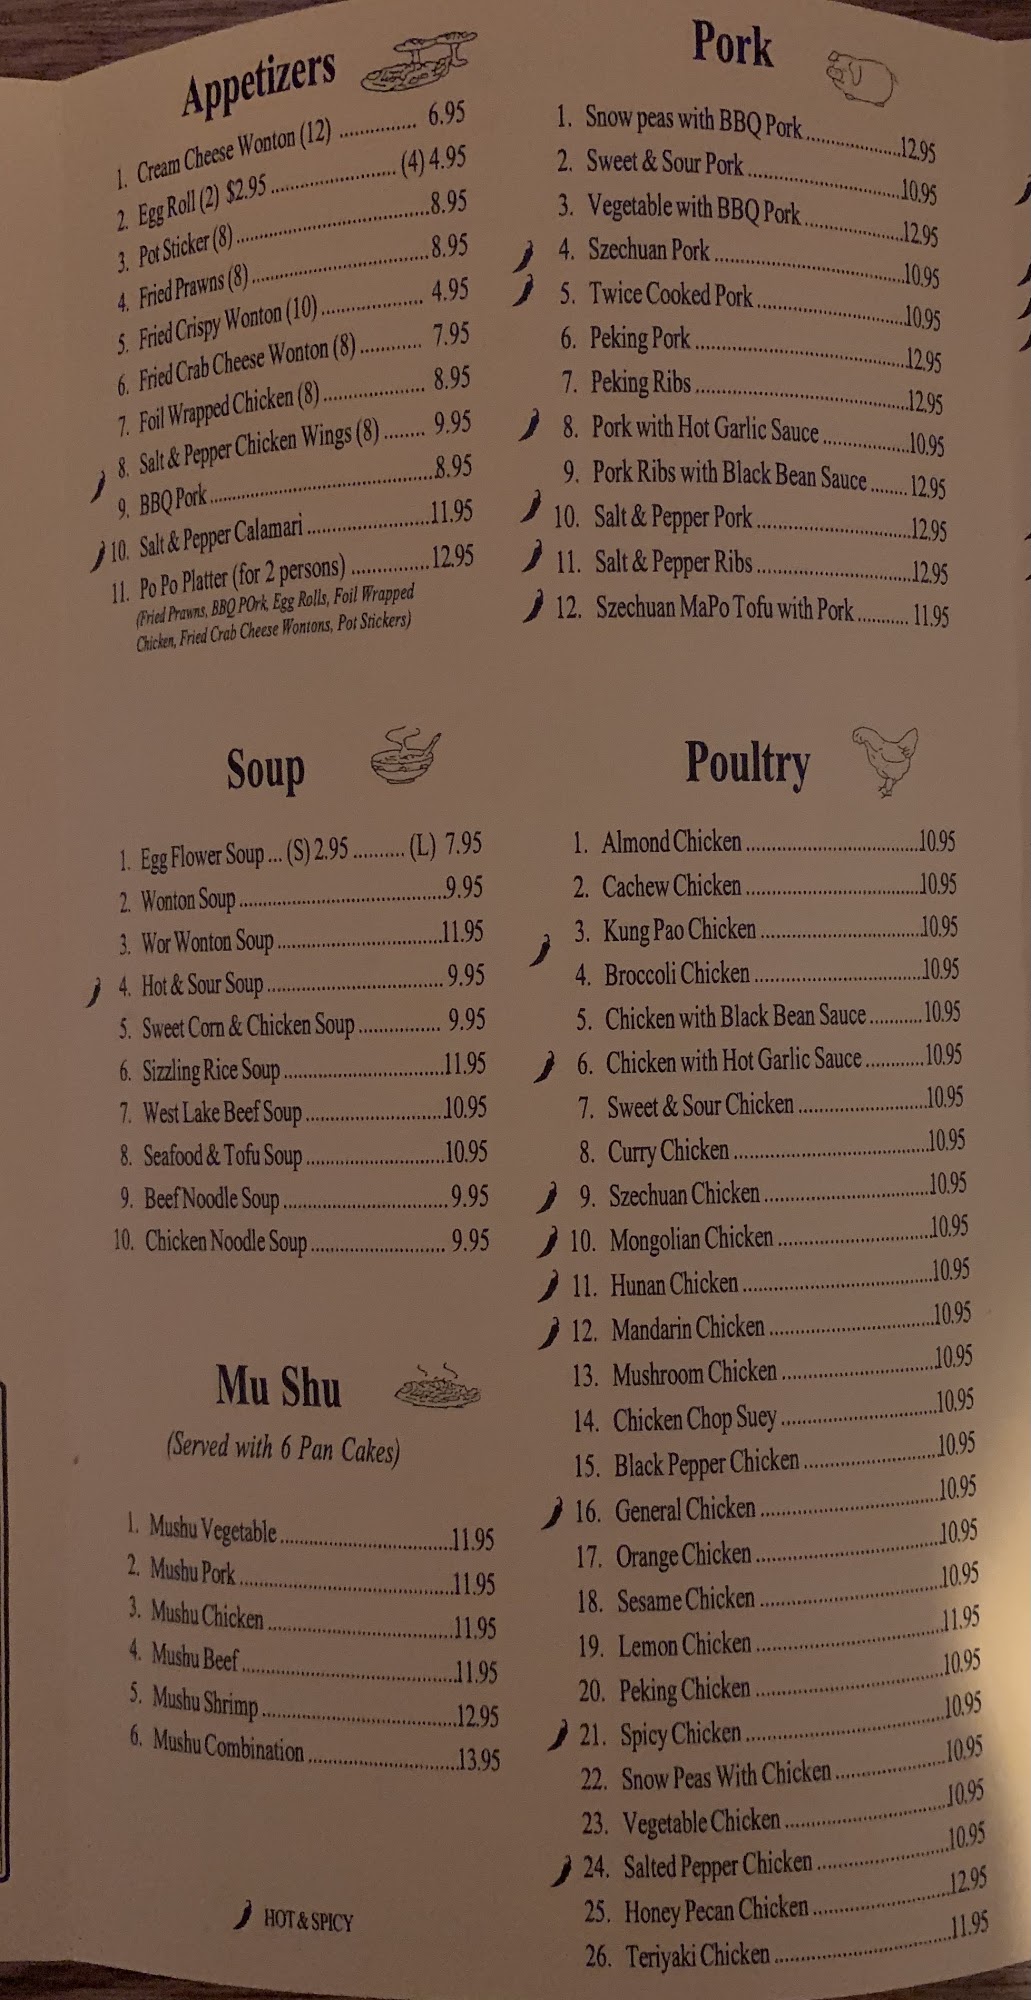 Appetizers
1. Cream Cheese Wonton (12) ............... 6.95
2. Egg Roll (2) $2.95 ......................... (4) 4.95
3. Pot Sticker (8) ........................................8.95
4. Fried Prawns (8) .....................................8.95
5. Fried Crispy Wonton (10) ..................... 4.95
6. Fried Crab Cheese Wonton (8) ............ 7.95
7. Foil Wrapped Chicken (8) ..................... 8.95
8. Salt & Pepper Chicken Wings (8) ........ 9.95
9. BBQ Pork ..............................................8.95
10. Salt & Pepper Calamari .........................11.95
11. Po Po Platter (for 2 persons) ................12.95
(Fried Prawns, BBQ POrk, Egg Rolls, Foil Wrapped
Chicken, Fried Crab Cheese Wontons, Pot Stickers)
Soup
1. Egg Flower Soup ... (S) 2.95 .......... (L) 7.95
2. Wonton Soup ..........................................9.95
3. Wor Wonton Soup .................................11.95
4. Hot & Sour Soup ................................... 9.95
5. Sweet Corn & Chicken Soup ................ 9.95
6. Sizzling Rice Soup ................................11.95
7. West Lake Beef Soup ............................10.95
8. Seafood & Tofu Soup ............................10.95
9. Beef Noodle Soup ................................. 9.95
10. Chicken Noodle Soup ........................... 9.95
Mu Shu
(Served with 6 Pan Cakes)
1. Mushu Vegetable ...................................11.95
2. Mushu Pork ...........................................11.95
3. Mushu Chicken .....................................11.95
4. Mushu Beef ...........................................11.95
5. Mushu Shrimp .......................................12.95
6. Mushu Combination ..............................13.95
HOT & SPICY
Pork
1. Snow peas with BBQ Pork ...................12.95
2. Sweet & Sour Pork ...............................10.95
3. Vegetable with BBQ Pork ....................12.95
4. Szechuan Pork ......................................10.95
5. Twice Cooked Pork ..............................10.95
6. Peking Pork ..........................................12.95
7. Peking Ribs ..........................................12.95
8. Pork with Hot Garlic Sauce .................10.95
9. Pork Ribs with Black Bean Sauce ....... 12.95
10. Salt & Pepper Pork ...............................12.95
11. Salt & Pepper Ribs ...............................12.95
12. Szechuan MaPo Tofu with Pork ........... 11.95
Poultry
1. Almond Chicken ...................................10.95
2. Cachew Chicken ...................................10.95
3. Kung Pao Chicken ................................10.95
4. Broccoli Chicken ..................................10.95
5. Chicken with Black Bean Sauce ...........10.95
6. Chicken with Hot Garlic Sauce ............10.95
7. Sweet & Sour Chicken ..........................10.95
8. Curry Chicken .......................................10.95
9. Szechuan Chicken .................................10.95
10. Mongolian Chicken ...............................10.95
11. Hunan Chicken ......................................10.95
12. Mandarin Chicken .................................10.95
13. Mushroom Chicken ...............................10.95
14. Chicken Chop Suey ...............................10.95
15. Black Pepper Chicken ...........................10.95
16. General Chicken ....................................10.95
17. Orange Chicken .....................................10.95
18. Sesame Chicken ....................................10.95
19. Lemon Chicken .....................................11.95
20. Peking Chicken .....................................10.95
21. Spicy Chicken .......................................10.95
22. Snow Peas With Chicken ......................10.95
23. Vegetable Chicken ................................10.95
24. Salted Pepper Chicken ..........................10.95
25. Honey Pecan Chicken ...........................12.95
26. Teriyaki Chicken ...................................11.95